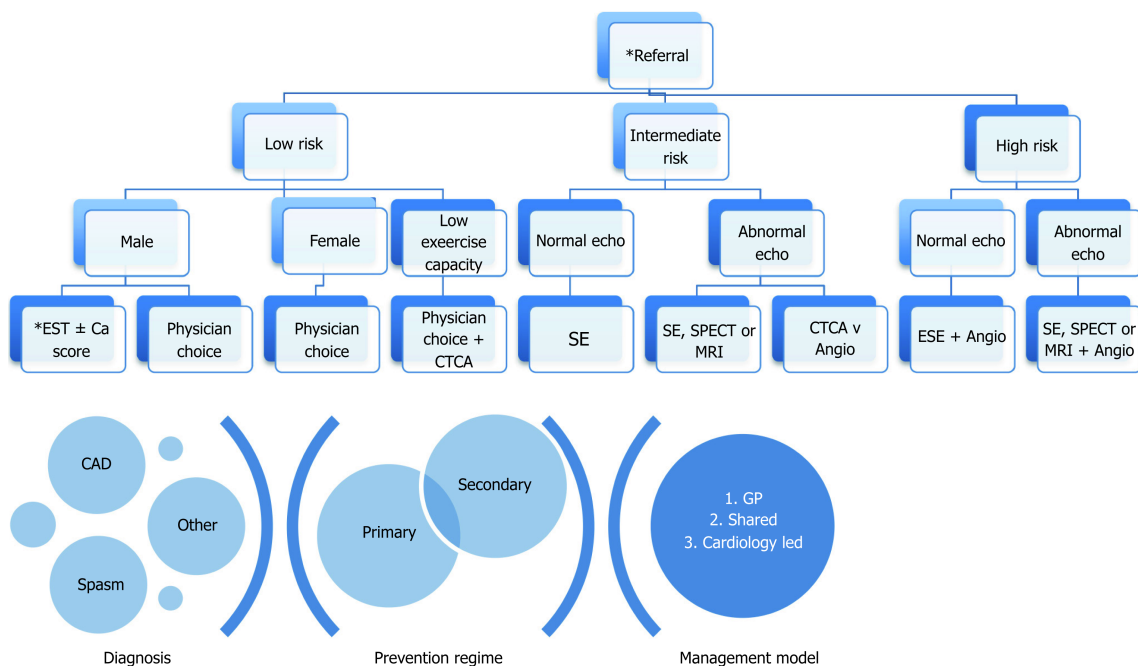 *Referral
Low risk
Intermediate
risk
High risk
Male
Female
Low
exeercise
capacity
Normal echo
Abnormal
echo
Normal echo
Abnormal
echo
*EST ± Ca
score
Physician
choice
Physician
choice
Physician
choice +
CTCA
SE
SE, SPECT or
MRI
CTCA v
Angio
ESE + Angio
SE, SPECT or
MRI + Angio
CAD
Other
Spasm
Primary
Secondary
1. GP
2. Shared
3. Cardiology led
Diagnosis
Prevention regime
Management model